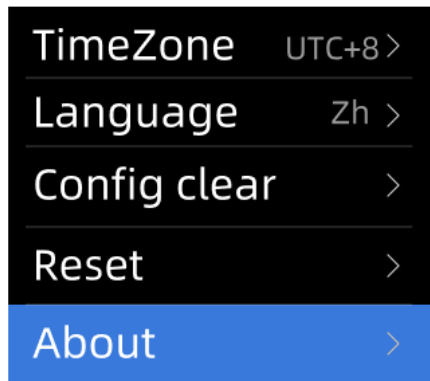 TimeZone UTC+8 >
Language Zh >
Config clear >
Reset >
About >